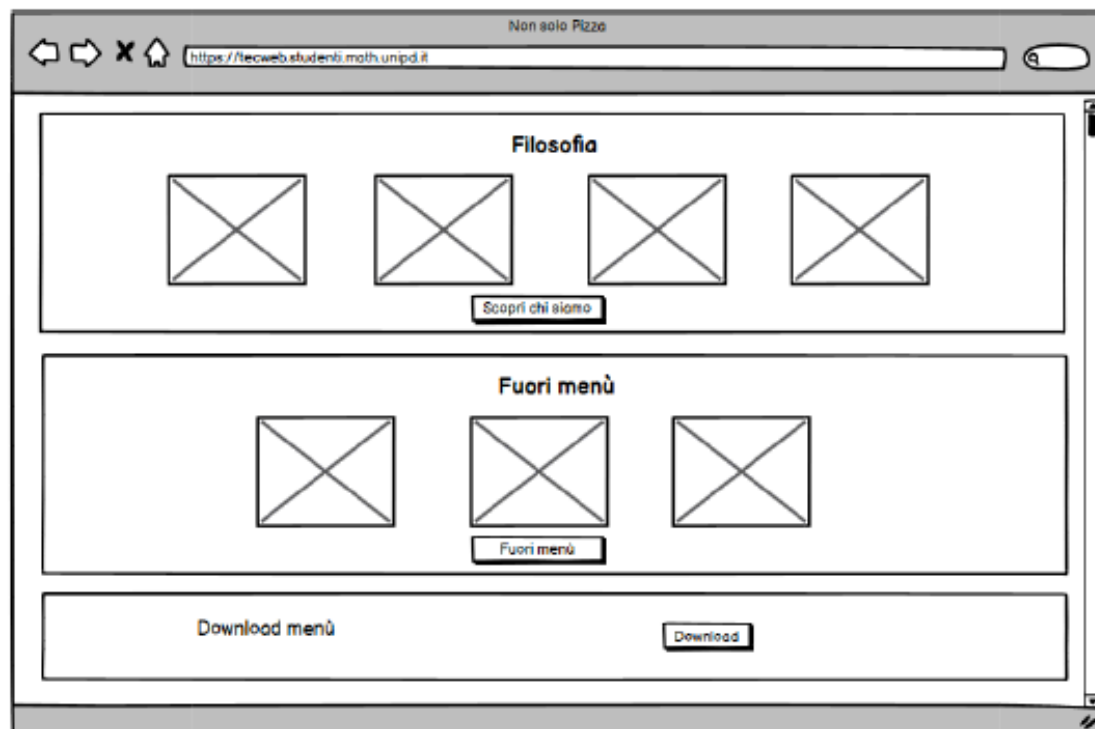 Non solo Pizza
https://tecweb.studenti.math.unipd.it
Filosofia
Scopri chi siamo
Fuori menù
Fuori menù
Download menù
Download